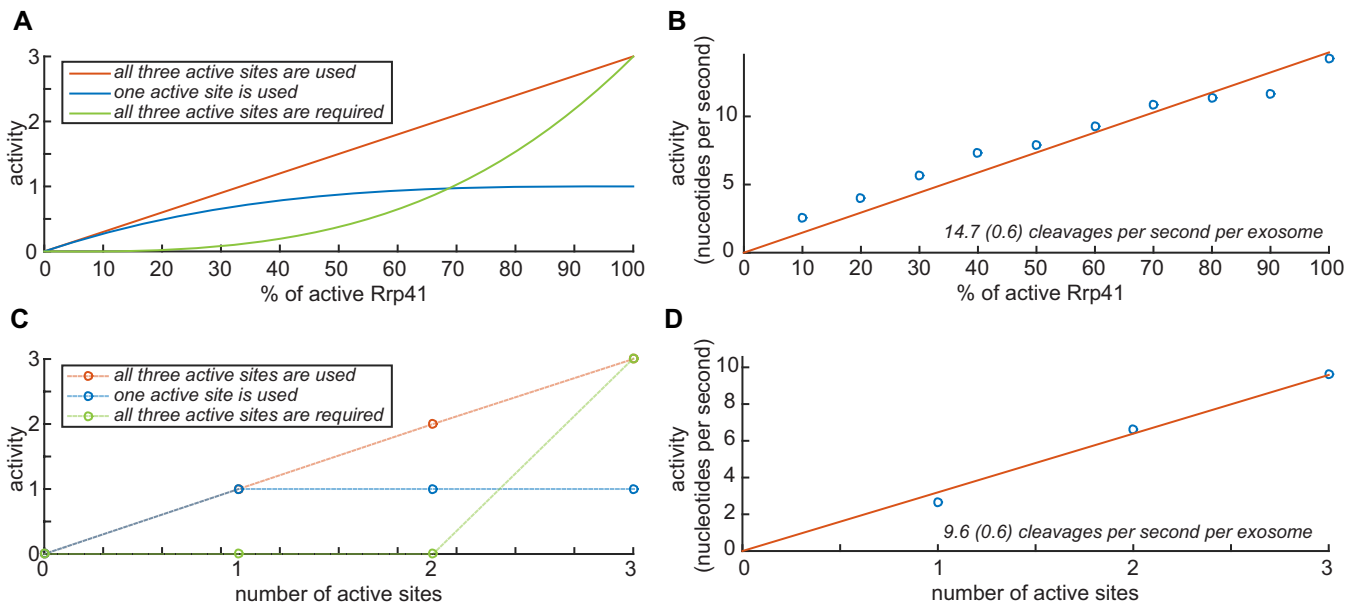 A
3
2
1
0
activity
all three active sites are used
one active site is used
all three active sites are required
0 10 20 30 40 50 60 70 80 90 100
% of active Rrp41
B
10
5
0
activity
(nuceotides per second)
14.7 (0.6) cleavages per second per exosome
0 10 20 30 40 50 60 70 80 90 100
% of active Rrp41
C
3
2
1
0
activity
all three active sites are used
one active site is used
all three active sites are required
0 1 2 3
number of active sites
D
10
8
6
4
2
0
activity
(nucleotides per second)
9.6 (0.6) cleavages per second per exosome
0 1 2 3
number of active sites